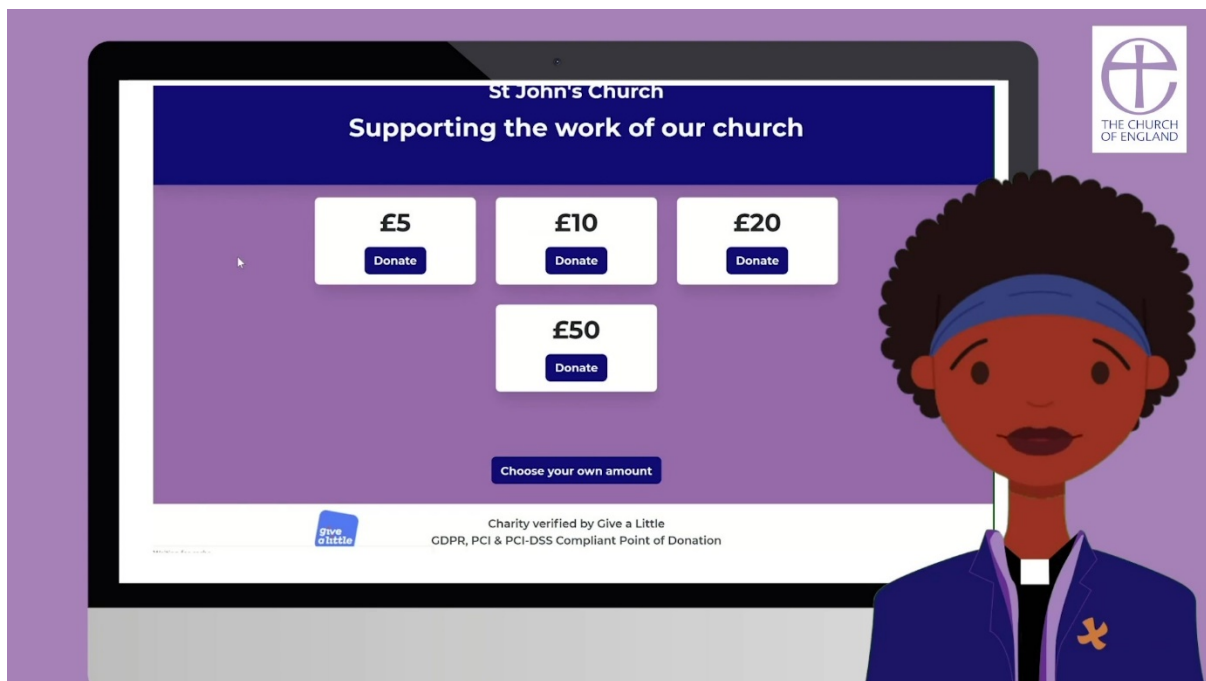 St John's Church
Supporting the work of our church
THE CHURCH
OF ENGLAND
£5
£10
£20
Donate
Donate
Donate
£50
Donate
Choose your own amount
give
a little
Charity verified by Give a Little
GDPR, PCI & PCI-DSS Compliant Point of Donation